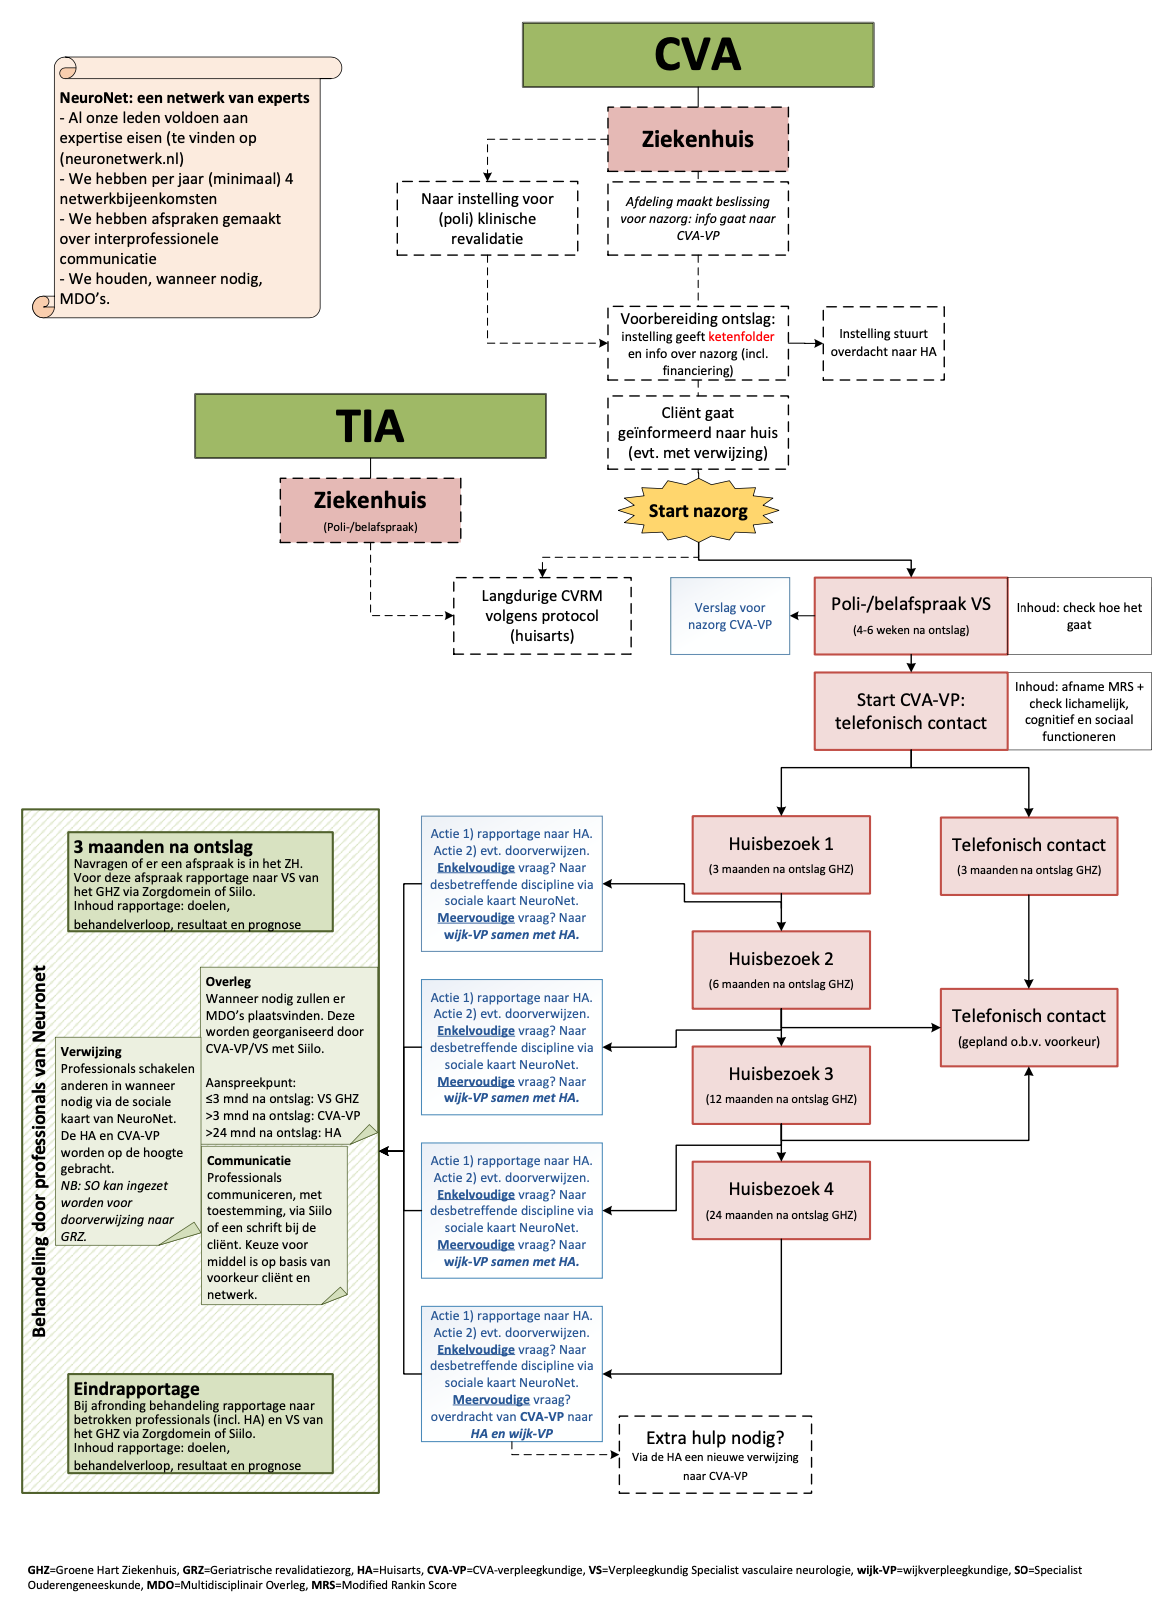 CVA
NeuroNet: een netwerk van experts
- Al onze leden voldoen aan
expertise eisen (te vinden op
(neuronetwerk.nl)
- We hebben per jaar (minimaal) 4
netwerkbijeenkomsten
- We hebben afspraken gemaakt
over interprofessionele
communicatie
- We houden, wanneer nodig,
MDO’s.
Ziekenhuis
Naar instelling voor
(poli) klinische
revalidatie
Afdeling maakt beslissing
voor nazorg: info gaat naar
CVA-VP
Voorbereiding ontslag:
instelling geeft ketenfolder
en info over nazorg (incl.
financiering)
Instelling stuurt
overdacht naar HA
Cliënt gaat
geïnformeerd naar huis
(evt. met verwijzing)
TIA
Ziekenhuis
(Poli-/belafspraak)
Start nazorg
Langdurige CVRM
volgens protocol
(huisarts)
Verslag voor
nazorg CVA-VP
Poli-/belafspraak VS
(4-6 weken na ontslag)
Inhoud: check hoe het
gaat
Start CVA-VP:
telefonisch contact
Inhoud: afname MRS +
check lichamelijk,
cognitief en sociaal
functioneren
Huisbezoek 1
(3 maanden na ontslag GHZ)
Telefonisch contact
(3 maanden na ontslag GHZ)
Huisbezoek 2
(6 maanden na ontslag GHZ)
Telefonisch contact
(gepland o.b.v. voorkeur)
Huisbezoek 3
(12 maanden na ontslag GHZ)
Huisbezoek 4
(24 maanden na ontslag GHZ)
Actie 1) rapportage naar HA.
Actie 2) evt. doorverwijzen.
Enkelvoudige vraag? Naar
desbetreffende discipline via
sociale kaart NeuroNet.
Meervoudige vraag? Naar
wijk-VP samen met HA.
Actie 1) rapportage naar HA.
Actie 2) evt. doorverwijzen.
Enkelvoudige vraag? Naar
desbetreffende discipline via
sociale kaart NeuroNet.
Meervoudige vraag? Naar
wijk-VP samen met HA.
Actie 1) rapportage naar HA.
Actie 2) evt. doorverwijzen.
Enkelvoudige vraag? Naar
desbetreffende discipline via
sociale kaart NeuroNet.
Meervoudige vraag? Naar
wijk-VP samen met HA.
Actie 1) rapportage naar HA.
Actie 2) evt. doorverwijzen.
Enkelvoudige vraag? Naar
desbetreffende discipline via
sociale kaart NeuroNet.
Meervoudige vraag?
overdracht van CVA-VP naar
HA en wijk-VP
Extra hulp nodig?
Via de HA een nieuwe verwijzing
naar CVA-VP
Behandeling door professionals van Neuronet
3 maanden na ontslag
Navragen of er een afspraak is in het ZH.
Voor deze afspraak rapportage naar VS van
het GHZ via Zorgdomein of Siilo.
Inhoud rapportage: doelen,
behandelverloop, resultaat en prognose
Overleg
Wanneer nodig zullen er
MDO’s plaatsvinden. Deze
worden georganiseerd door
CVA-VP/VS met Siilo.
Aanspreekpunt:
≤3 mnd na ontslag: VS GHZ
>3 mnd na ontslag: CVA-VP
>24 mnd na ontslag: HA
Verwijzing
Professionals schakelen
anderen in wanneer
nodig via de sociale
kaart van NeuroNet.
De HA en CVA-VP
worden op de hoogte
gebracht.
NB: SO kan ingezet
worden voor
doorverwijzing naar
GRZ.
Communicatie
Professionals
communiceren, met
toestemming, via Siilo
of een schrift bij de
cliënt. Keuze voor
middel is op basis van
voorkeur cliënt en
netwerk.
Eindrapportage
Bij afronding behandeling rapportage naar
betrokken professionals (incl. HA) en VS van
het GHZ via Zorgdomein of Siilo.
Inhoud rapportage: doelen,
behandelverloop, resultaat en prognose
GHZ=Groene Hart Ziekenhuis, GRZ=Geriatrische revalidatiezorg, HA=Huisarts, CVA-VP=CVA-verpleegkundige, VS=Verpleegkundig Specialist vasculaire neurologie, wijk-VP=wijkverpleegkundige, SO=Specialist
Ouderengeneeskunde, MDO=Multidisciplinair Overleg, MRS=Modified Rankin Score